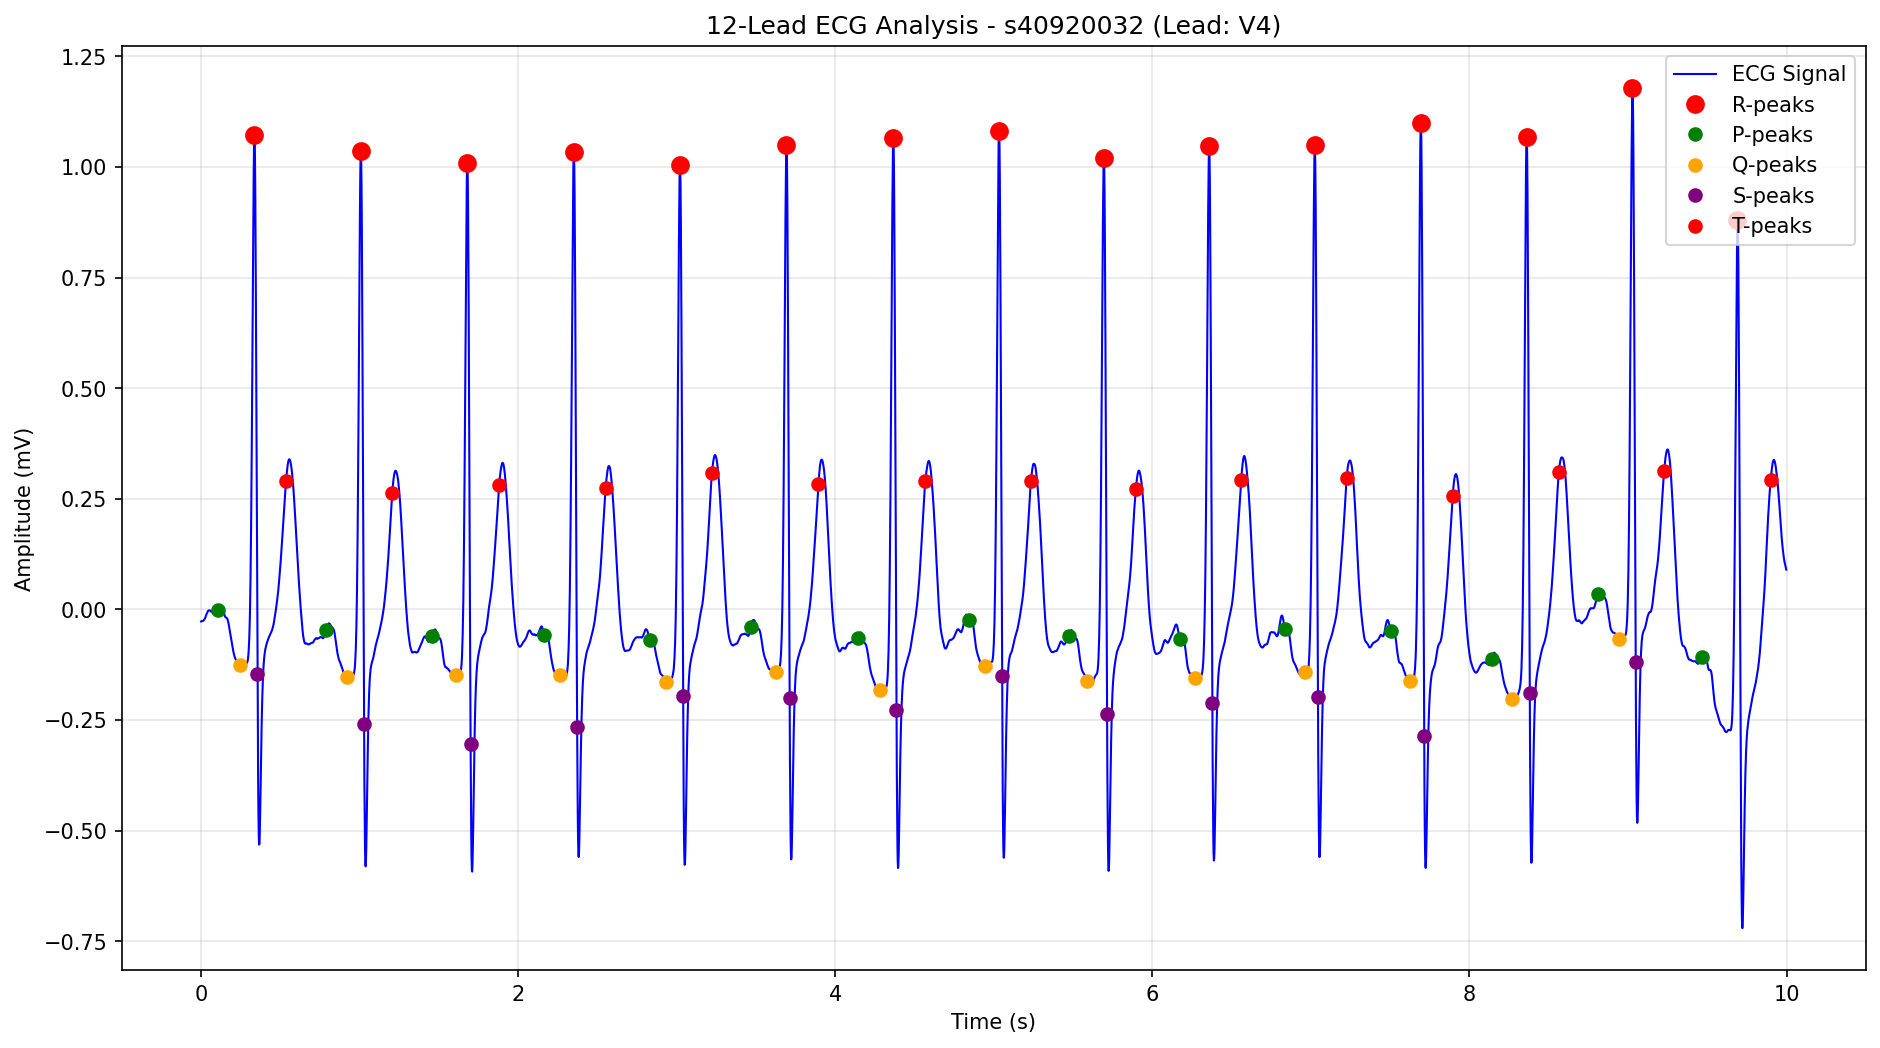 12-Lead ECG Analysis - s40920032 (Lead: V4)
1.25
1.00
0.75
0.50
0.25
0.00
−0.25
−0.50
−0.75
Amplitude (mV)
0 2 4 6 8 10
Time (s)
ECG Signal
R-peaks
P-peaks
Q-peaks
S-peaks
T-peaks